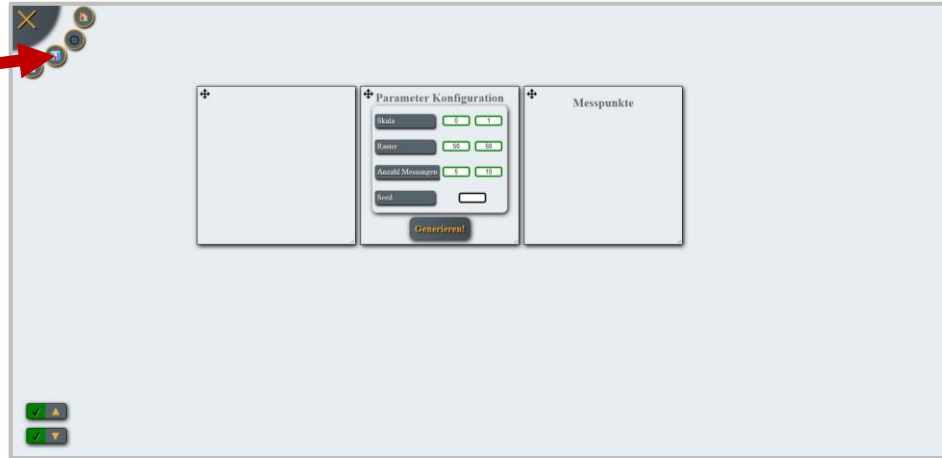 Parameter Konfiguration
Skala 0 1
Raster 50 50
Anzahl Messungen 5 10
Seed
Generieren!
Messpunkte